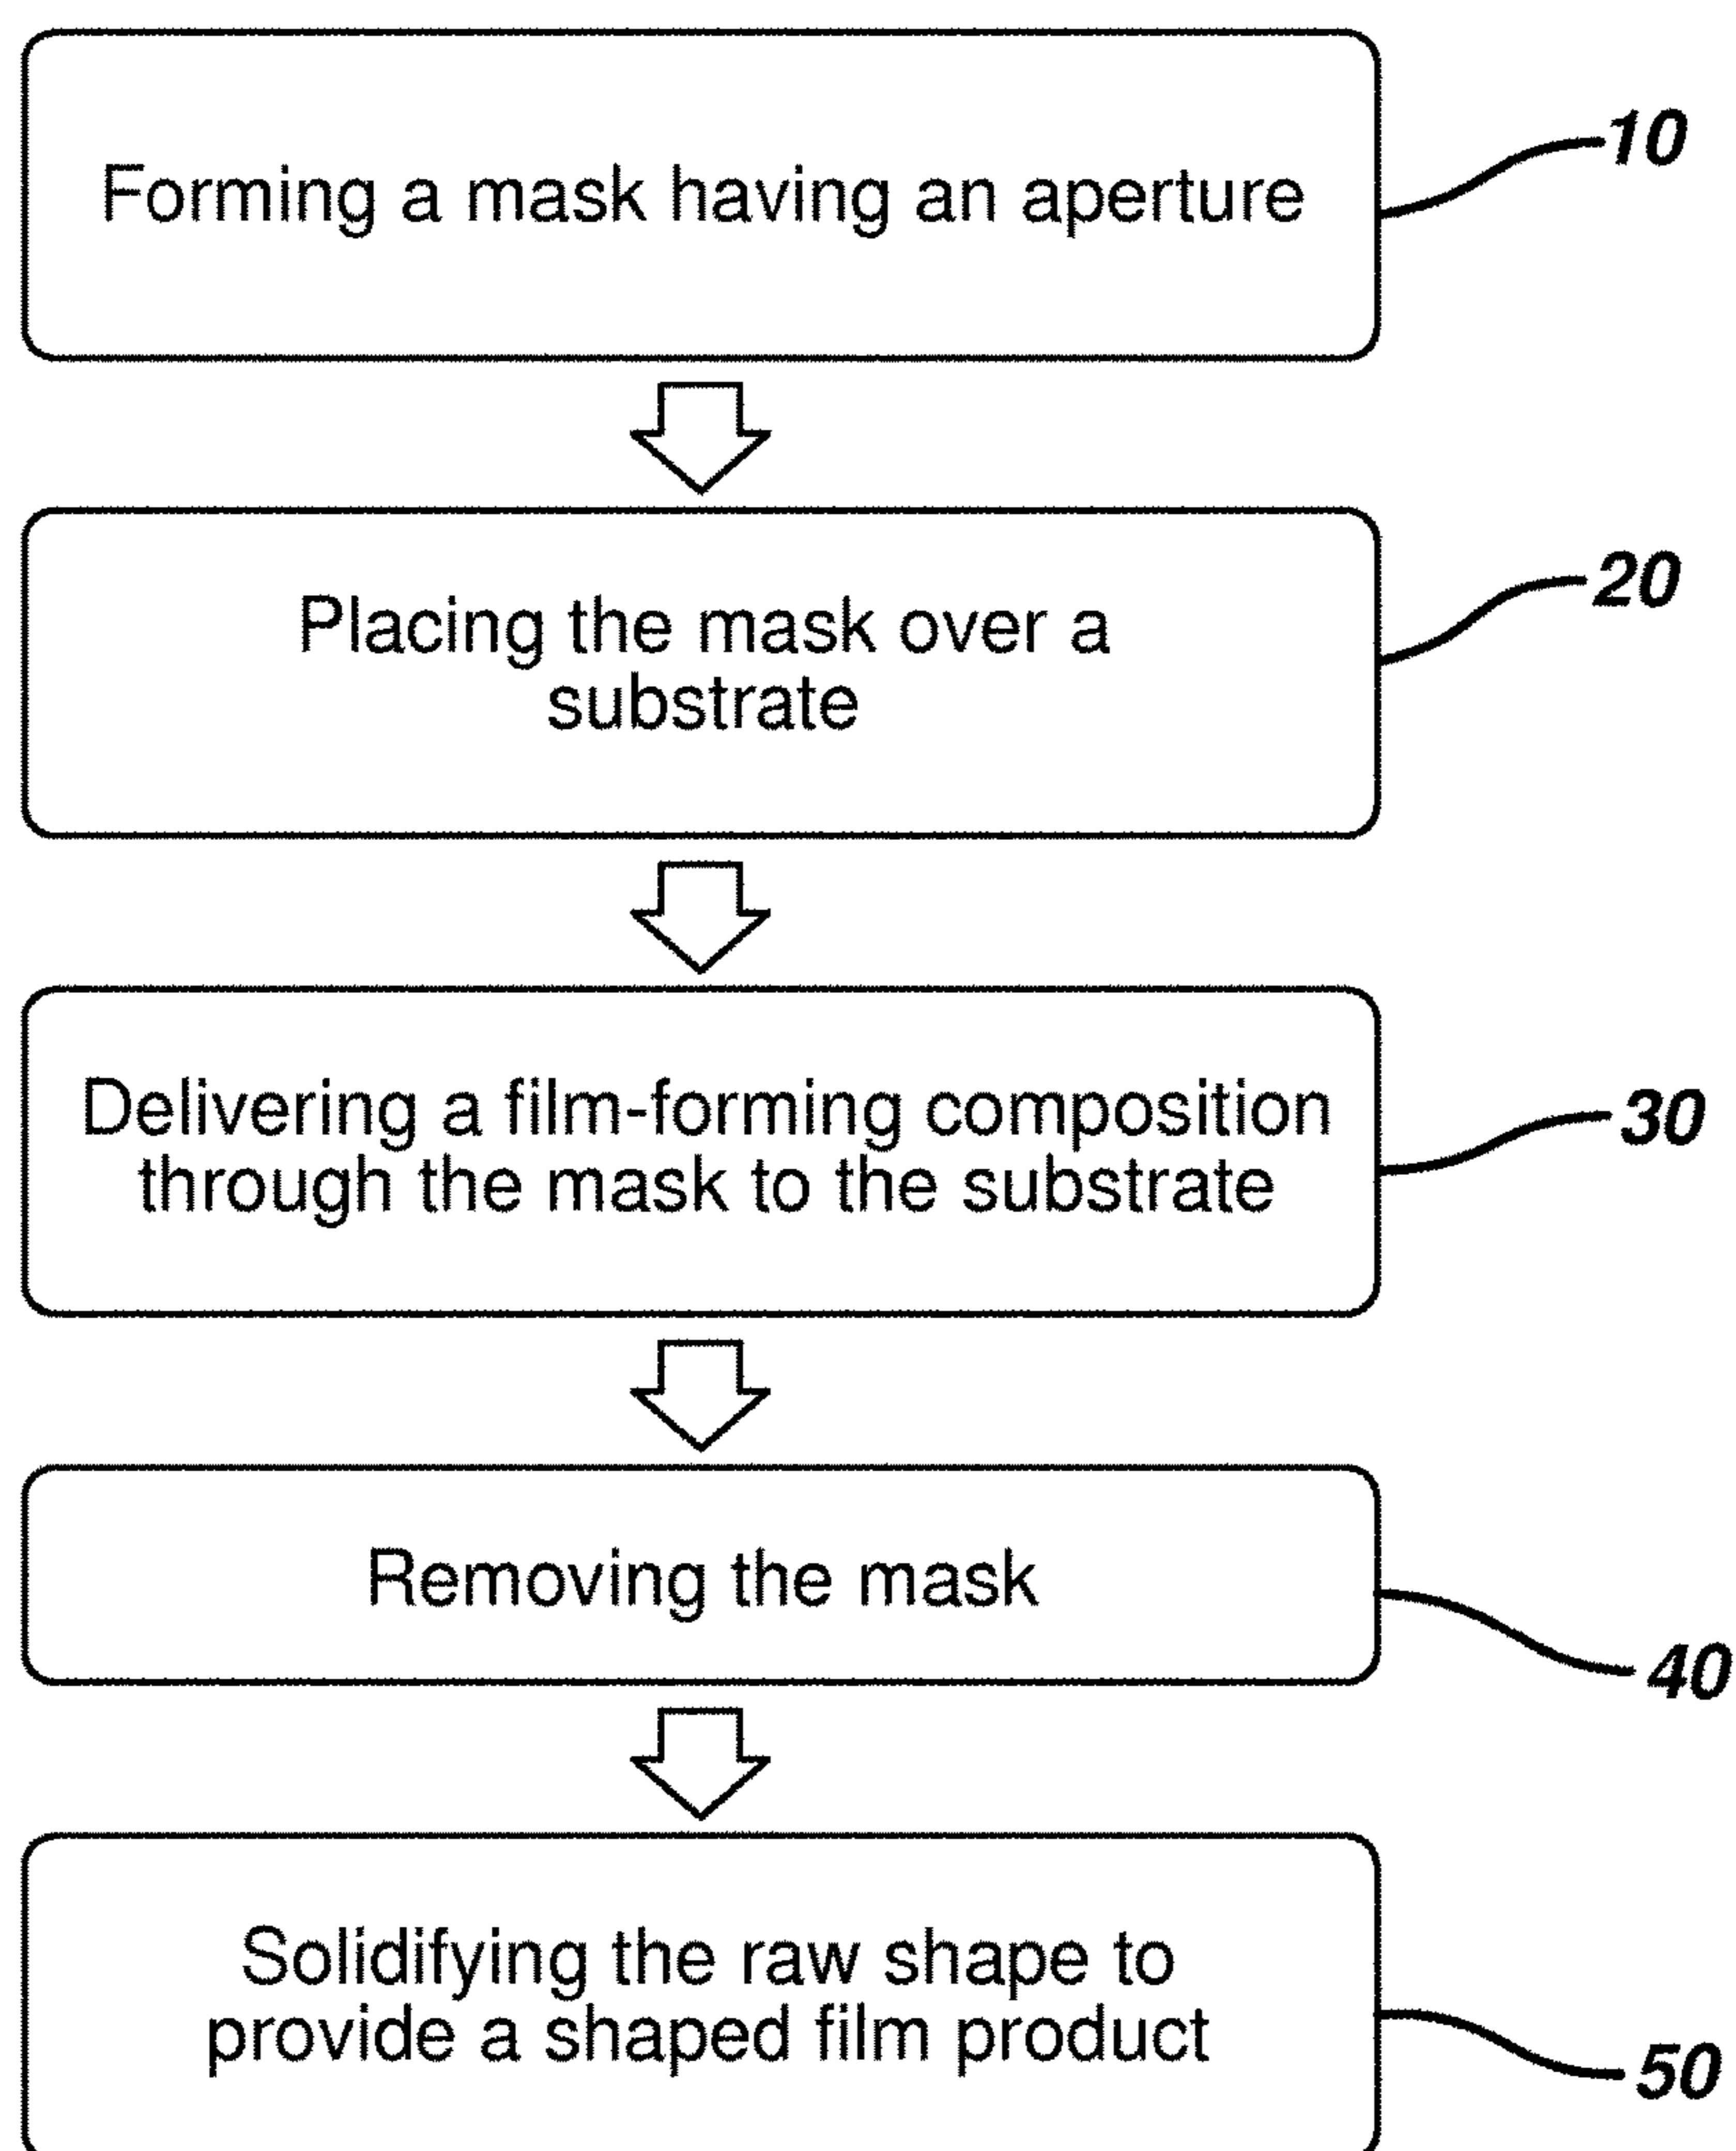 Forming a mask having an aperture
10
Placing the mask over a
substrate
20
Delivering a film-forming composition
through the mask to the substrate
30
Removing the mask
40
Solidifying the raw shape to
provide a shaped film product
50